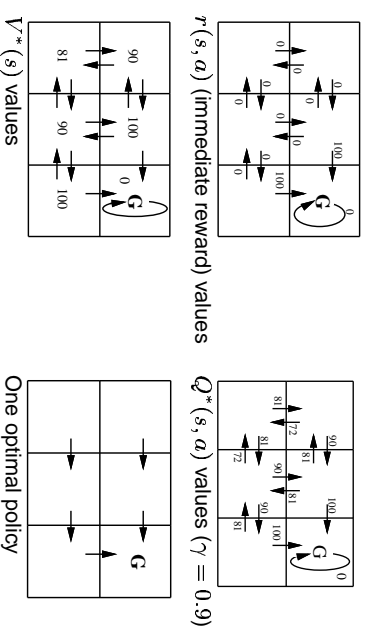 0 100 0
0 G
0 0
0 0 100
0 0
0 0
r(s, a) (immediate reward) values
90 100 0
81 G
72 81
81 90 100
81 90
72 81
Q*(s, a) values (γ = 0.9)
90 100 0 G
81 90 100
V*(s) values
G
One optimal policy